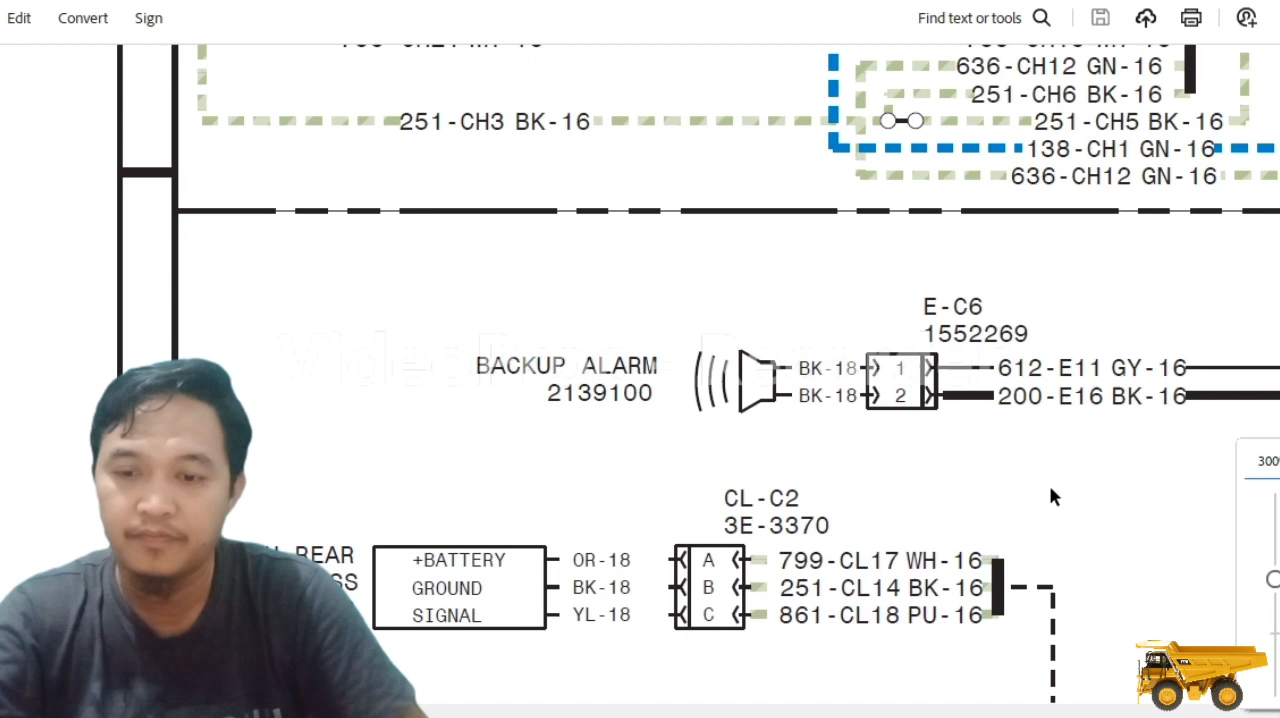 Edit Convert Sign Find text or tools
636-CH12 GN-16
251-CH6 BK-16
251-CH3 BK-16 251-CH5 BK-16
138-CH1 GN-16
636-CH12 GN-16
E-C6
1552269
BACKUP ALARM BK-18 1 612-E11 GY-16
2139100 BK-18 2 200-E16 BK-16
300%
CL-C2
3E-3370
REAR +BATTERY OR-18 A 799-CL17 WH-16
GROUND BK-18 B 251-CL14 BK-16
SIGNAL YL-18 C 861-CL18 PU-16